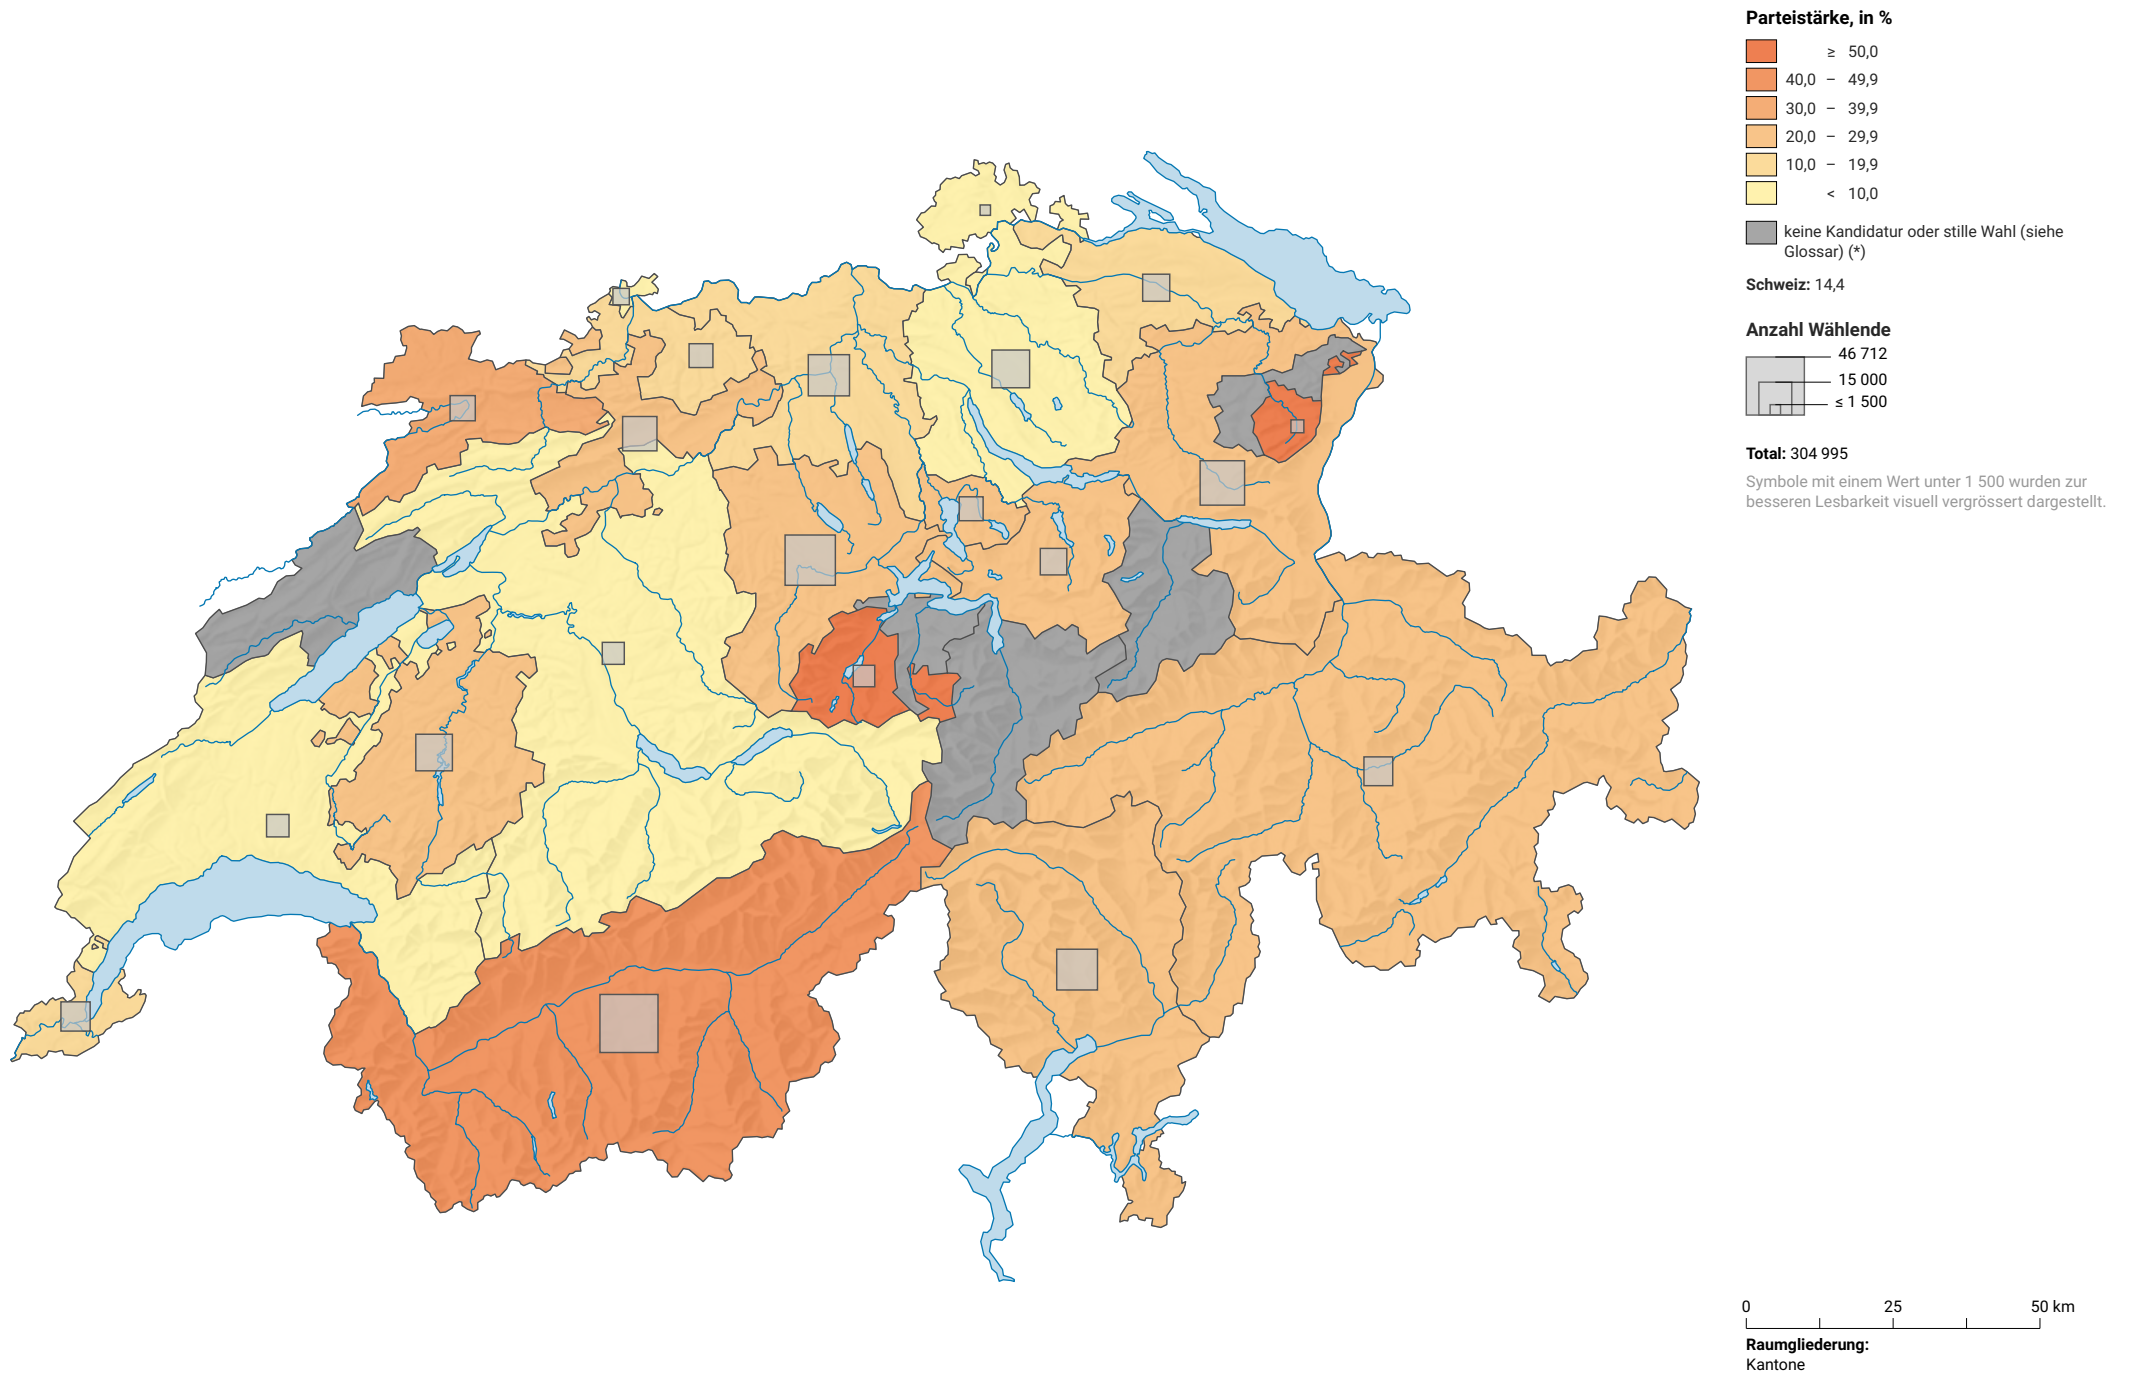 Parteistärke, in %
≥ 50,0
40,0 – 49,9
30,0 – 39,9
20,0 – 29,9
10,0 – 19,9
< 10,0
keine Kandidatur oder stille Wahl (siehe
Glossar) (*)
Schweiz: 14,4
Anzahl Wählende
46 712
15 000
≤ 1 500
Total: 304 995
Symbole mit einem Wert unter 1 500 wurden zur
besseren Lesbarkeit visuell vergrössert dargestellt.
0 25 50 km
Raumgliederung:
Kantone